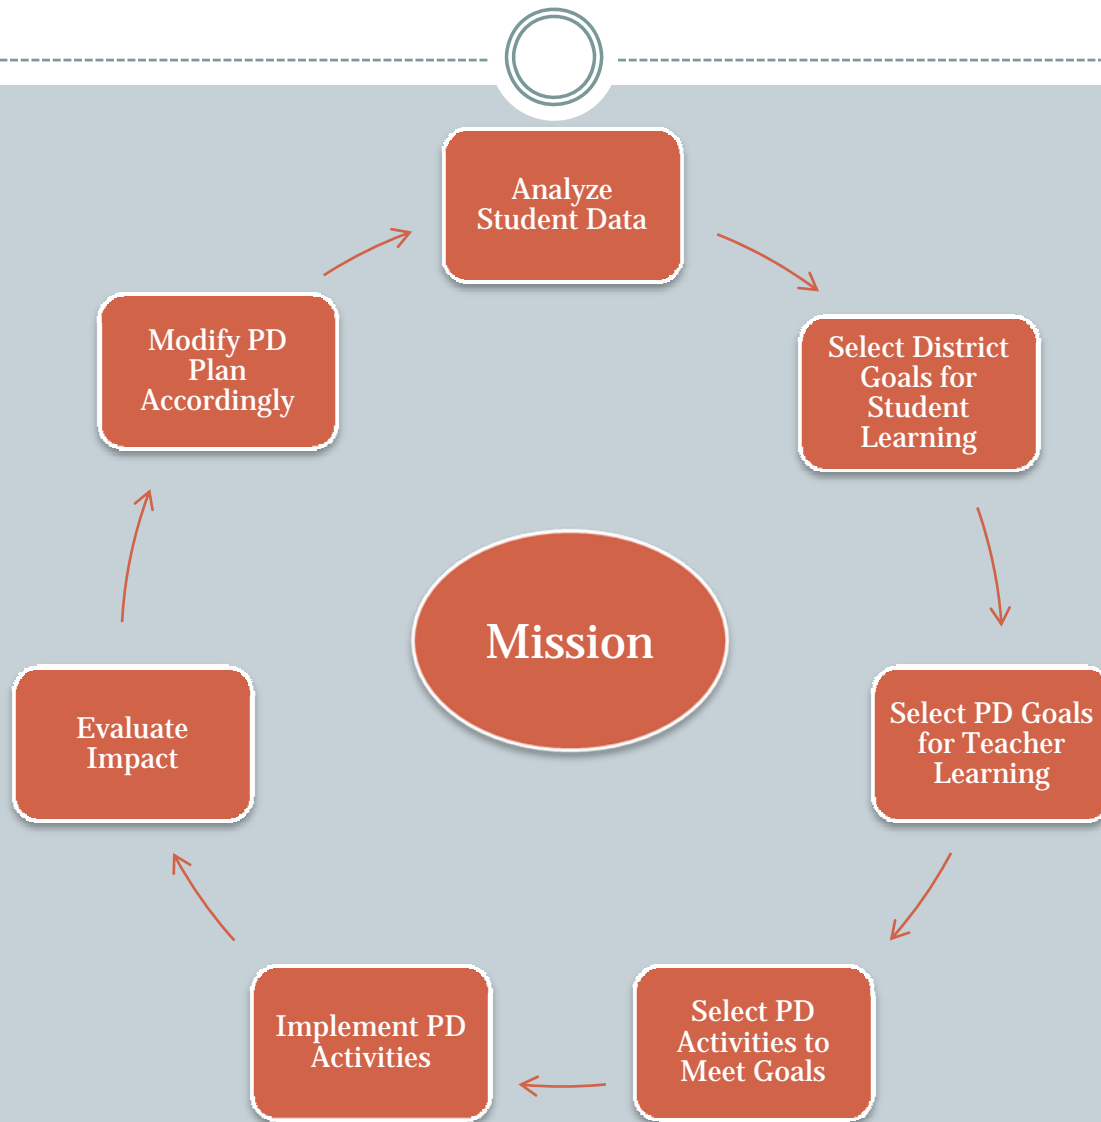 Analyze
Student Data
Select District
Goals for
Student
Learning
Select PD Goals
for Teacher
Learning
Select PD
Activities to
Meet Goals
Implement PD
Activities
Evaluate
Impact
Modify PD
Plan
Accordingly
Mission